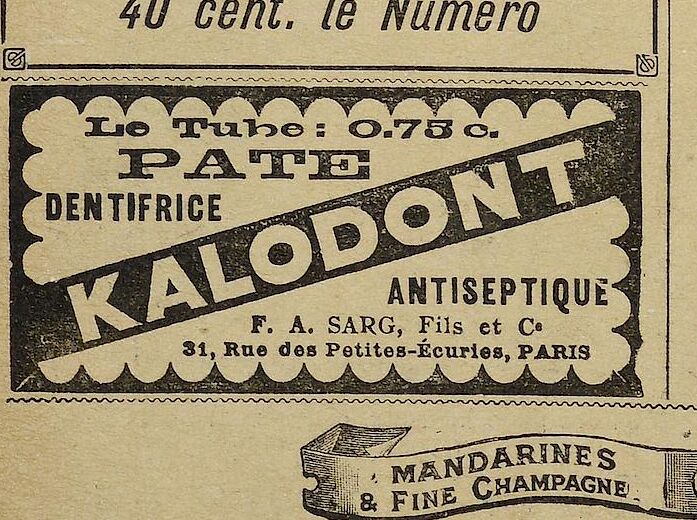 40 cent. le Numéro
Le Tube: 0.75 c.
PATE
DENTIFRICE
KALODONT
ANTISEPTIQUE
F. A. SARG, Fils et Cᵉ
31, Rue des Petites-Écuries, PARIS
MANDARINES
& FINE CHAMPAGNE